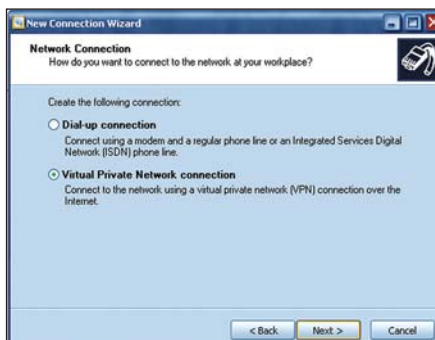 New Connection Wizard
Network Connection
How do you want to connect to the network at your workplace?
Create the following connection:
Dial-up connection
Connect using a modem and a regular phone line or an Integrated Services Digital
Network (ISDN) phone line.
Virtual Private Network connection
Connect to the network using a virtual private network (VPN) connection over the
Internet.
< Back
Next >
Cancel